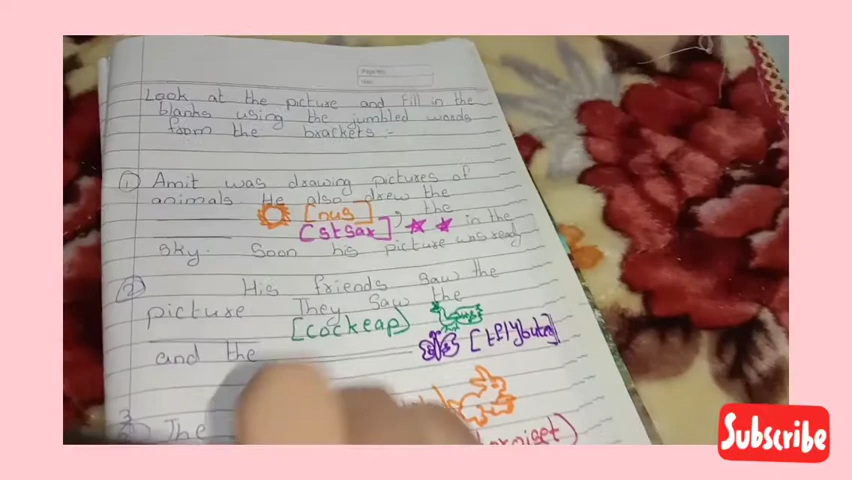 Look at the picture and fill in the
blanks using the jumbled words
from the brackets :-
① Amit was drawing pictures of
animals He also drew the
[nus] , the
[stsar] in the
sky. Soon his picture was ready
② His friends saw the
picture They saw the
[cockeap]
and the [tflybute]
The
Subscribe